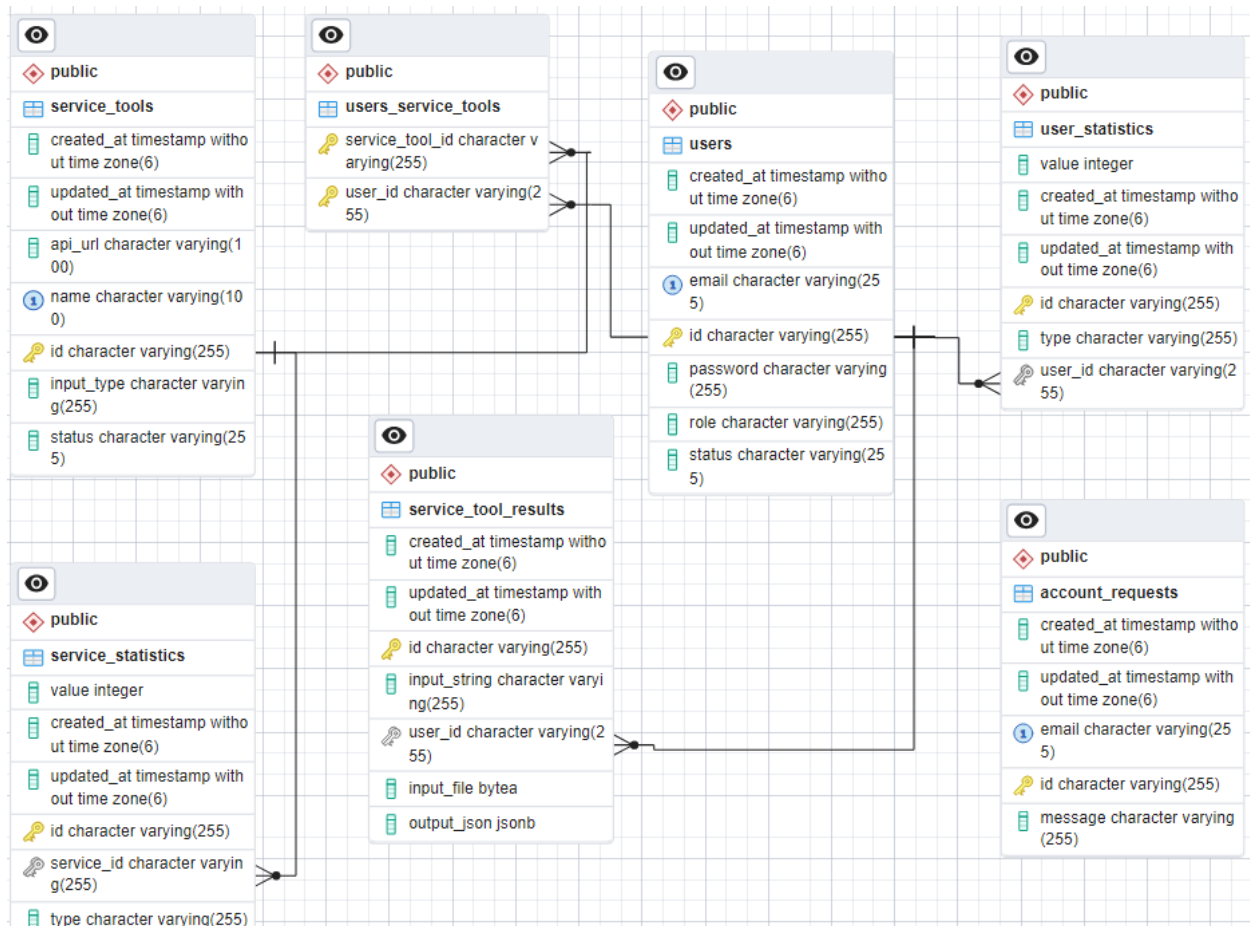 public
service_tools
created_at timestamp witho
ut time zone(6)
updated_at timestamp with
out time zone(6)
api_url character varying(1
00)
1
name character varying(10
0)
id character varying(255)
input_type character varyin
g(255)
status character varying(25
5)
public
users_service_tools
service_tool_id character v
arying(255)
user_id character varying(2
55)
public
users
created_at timestamp witho
ut time zone(6)
updated_at timestamp with
out time zone(6)
1
email character varying(25
5)
id character varying(255)
password character varying
(255)
role character varying(255)
status character varying(25
5)
public
user_statistics
value integer
created_at timestamp witho
ut time zone(6)
updated_at timestamp with
out time zone(6)
id character varying(255)
type character varying(255)
user_id character varying(2
55)
public
service_tool_results
created_at timestamp witho
ut time zone(6)
updated_at timestamp with
out time zone(6)
id character varying(255)
input_string character varyi
ng(255)
user_id character varying(2
55)
input_file bytea
output_json jsonb
public
account_requests
created_at timestamp witho
ut time zone(6)
updated_at timestamp with
out time zone(6)
1
email character varying(25
5)
id character varying(255)
message character varying
(255)
public
service_statistics
value integer
created_at timestamp witho
ut time zone(6)
updated_at timestamp with
out time zone(6)
id character varying(255)
service_id character varyin
g(255)
type character varying(255)